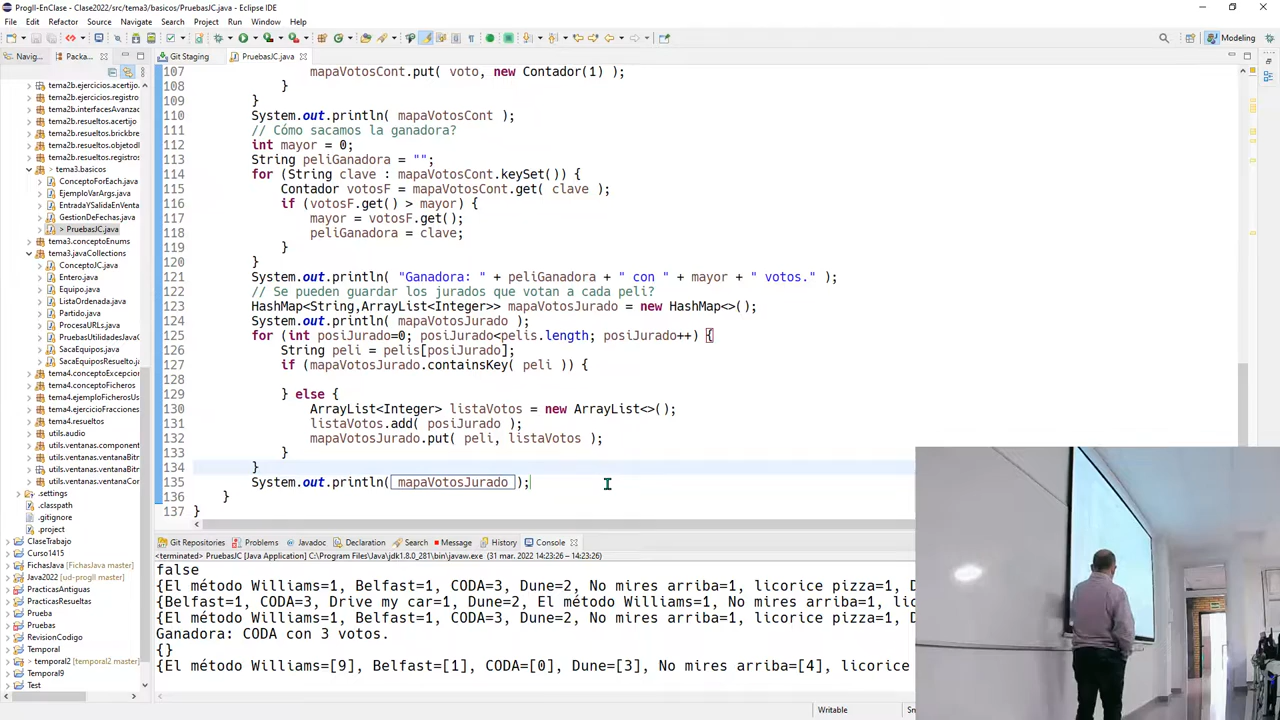 ProgII-EnClase - Clase2022/src/tema3/basicos/PruebasJC.java - Eclipse IDE
File Edit Refactor Source Navigate Search Project Run Window Help
Modeling
Navig...
Packa...
Git Staging
PruebasJC.java
tema2b.ejercicios.acertijo.
tema2b.ejercicios.registro
tema2b.interfacesAvanzac
tema2b.resueltos.acertijo
tema2b.resueltos.brickbre
tema2b.resueltos.objetodl
tema2b.resueltos.registros
> tema3.basicos
ConceptoForEach.java
EjemploVarArgs.java
EntradaYSalidaEnVenta
GestionDeFechas.java
> PruebasJC.java
tema3.conceptoEnums
tema3.javaCollections
ConceptoJC.java
Entero.java
Equipo.java
ListaOrdenada.java
Partido.java
ProcesaURLs.java
PruebasUtilidadesJavaC
SacaEquipos.java
SacaEquiposResuelto.ja
tema4.conceptoExcepcion
tema4.conceptoFicheros
tema4.ejemploFicherosUs
tema4.ejercicioFracciones
tema4.resueltos
utils.audio
utils.ventanas.component
utils.ventanas.ventanaBitr
utils.ventanas.ventanaBitr
utils.ventanas.ventanaCor
.settings
.classpath
.gitignore
.project
ClaseTrabajo
Curso1415
FichasJava [FichasJava master]
Java2022 [ud-progII master]
PracticasAntiguas
PracticasResueltas
Prueba
Pruebas
RevisionCodigo
Temporal
> temporal2 [temporal2 master]
Temporal9
Test
107 mapaVotosCont.put( voto, new Contador(1) );
108 }
109 }
110 System.out.println( mapaVotosCont );
111 // Cómo sacamos la ganadora?
112 int mayor = 0;
113 String peliGanadora = "";
114 for (String clave : mapaVotosCont.keySet()) {
115 Contador votosF = mapaVotosCont.get( clave );
116 if (votosF.get() > mayor) {
117 mayor = votosF.get();
118 peliGanadora = clave;
119 }
120 }
121 System.out.println( "Ganadora: " + peliGanadora + " con " + mayor + " votos." );
122 // Se pueden guardar los jurados que votan a cada peli?
123 HashMap<String,ArrayList<Integer>> mapaVotosJurado = new HashMap<>();
124 System.out.println( mapaVotosJurado );
125 for (int posiJurado=0; posiJurado<pelis.length; posiJurado++) {
126 String peli = pelis[posiJurado];
127 if (mapaVotosJurado.containsKey( peli )) {
128
129 } else {
130 ArrayList<Integer> listaVotos = new ArrayList<>();
131 listaVotos.add( posiJurado );
132 mapaVotosJurado.put( peli, listaVotos );
133 }
134 }
135 System.out.println( mapaVotosJurado );
136 }
137 }
Git Repositories Problems Javadoc Declaration Search Message History Console
<terminated> PruebasJC [Java Application] C:\Program Files\Java\jdk1.8.0_281\bin\javaw.exe (31 mar. 2022 14:23:26 – 14:23:26)
false
{El método Williams=1, Belfast=1, CODA=3, Dune=2, No mires arriba=1, licorice pizza=1, D
{Belfast=1, CODA=3, Drive my car=1, Dune=2, El método Williams=1, No mires arriba=1, lic
{El método Williams=1, Belfast=1, CODA=3, Dune=2, No mires arriba=1, licorice pizza=1, D
Ganadora: CODA con 3 votos.
{}
{El método Williams=[9], Belfast=[1], CODA=[0], Dune=[3], No mires arriba=[4], licorice
Writable